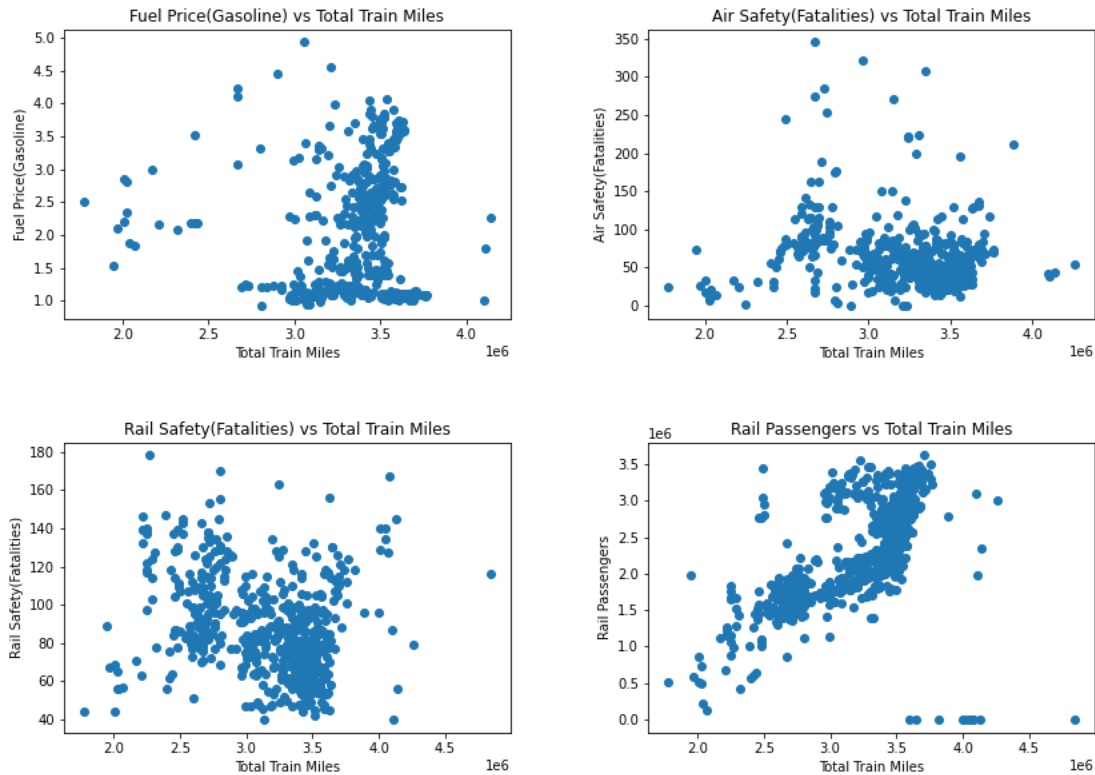 Fuel Price(Gasoline) vs Total Train Miles
5.0
4.5
4.0
3.5
3.0
2.5
2.0
1.5
1.0
Fuel Price(Gasoline)
2.0 2.5 3.0 3.5 4.0
1e6
Total Train Miles
Air Safety(Fatalities) vs Total Train Miles
350
300
250
200
150
100
50
0
Air Safety(Fatalities)
2.0 2.5 3.0 3.5 4.0
1e6
Total Train Miles
Rail Safety(Fatalities) vs Total Train Miles
180
160
140
120
100
80
60
40
Rail Safety(Fatalities)
2.0 2.5 3.0 3.5 4.0 4.5
1e6
Total Train Miles
Rail Passengers vs Total Train Miles
1e6
3.5
3.0
2.5
2.0
1.5
1.0
0.5
0.0
Rail Passengers
2.0 2.5 3.0 3.5 4.0 4.5
1e6
Total Train Miles